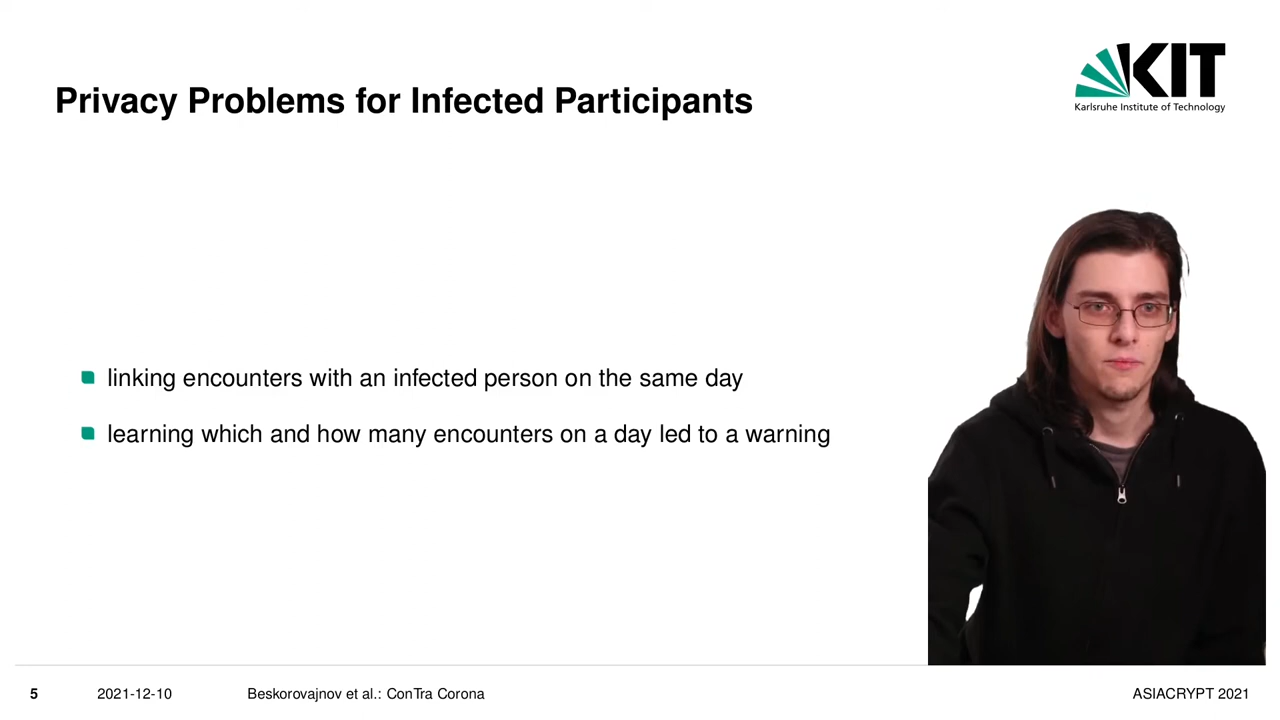 Privacy Problems for Infected Participants
KIT
Karlsruhe Institute of Technology
linking encounters with an infected person on the same day
learning which and how many encounters on a day led to a warning
5 2021-12-10 Beskorovajnov et al.: ConTra Corona ASIACRYPT 2021